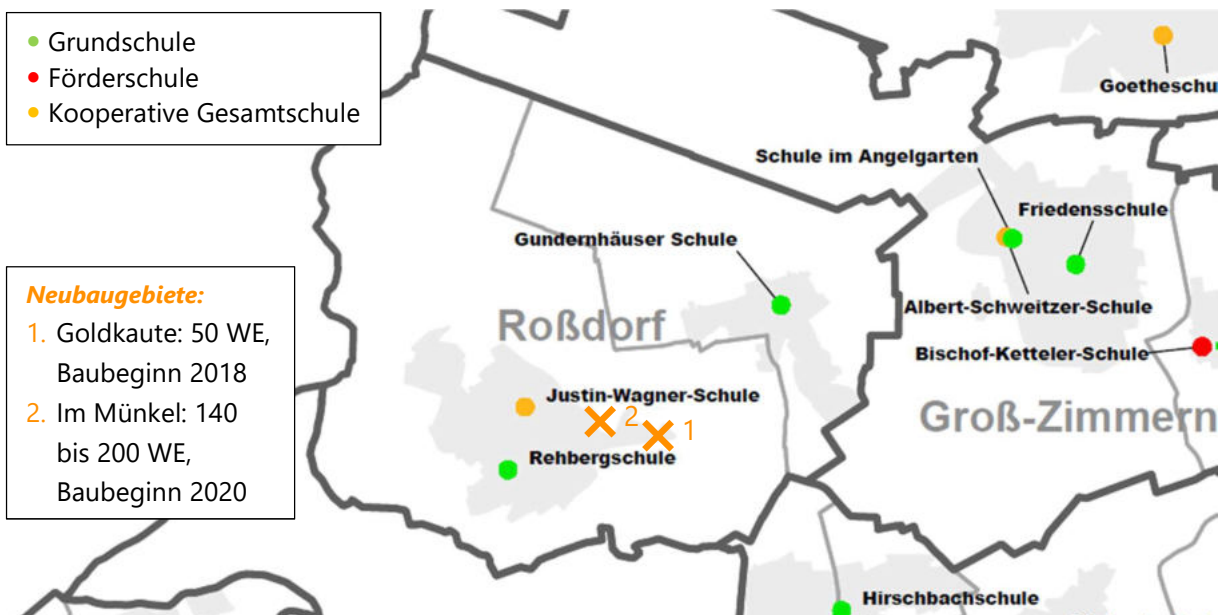 • Grundschule
• Förderschule
• Kooperative Gesamtschule
Neubaugebiete:
1. Goldkaute: 50 WE,
Baubeginn 2018
2. Im Münkel: 140
bis 200 WE,
Baubeginn 2020
Goetheschu
Schule im Angelgarten
Friedensschule
Gundernhäuser Schule
Albert-Schweitzer-Schule
Roßdorf
Bischof-Ketteler-Schule
Justin-Wagner-Schule
2
1
Groß-Zimmern
Rehbergschule
Hirschbachschule